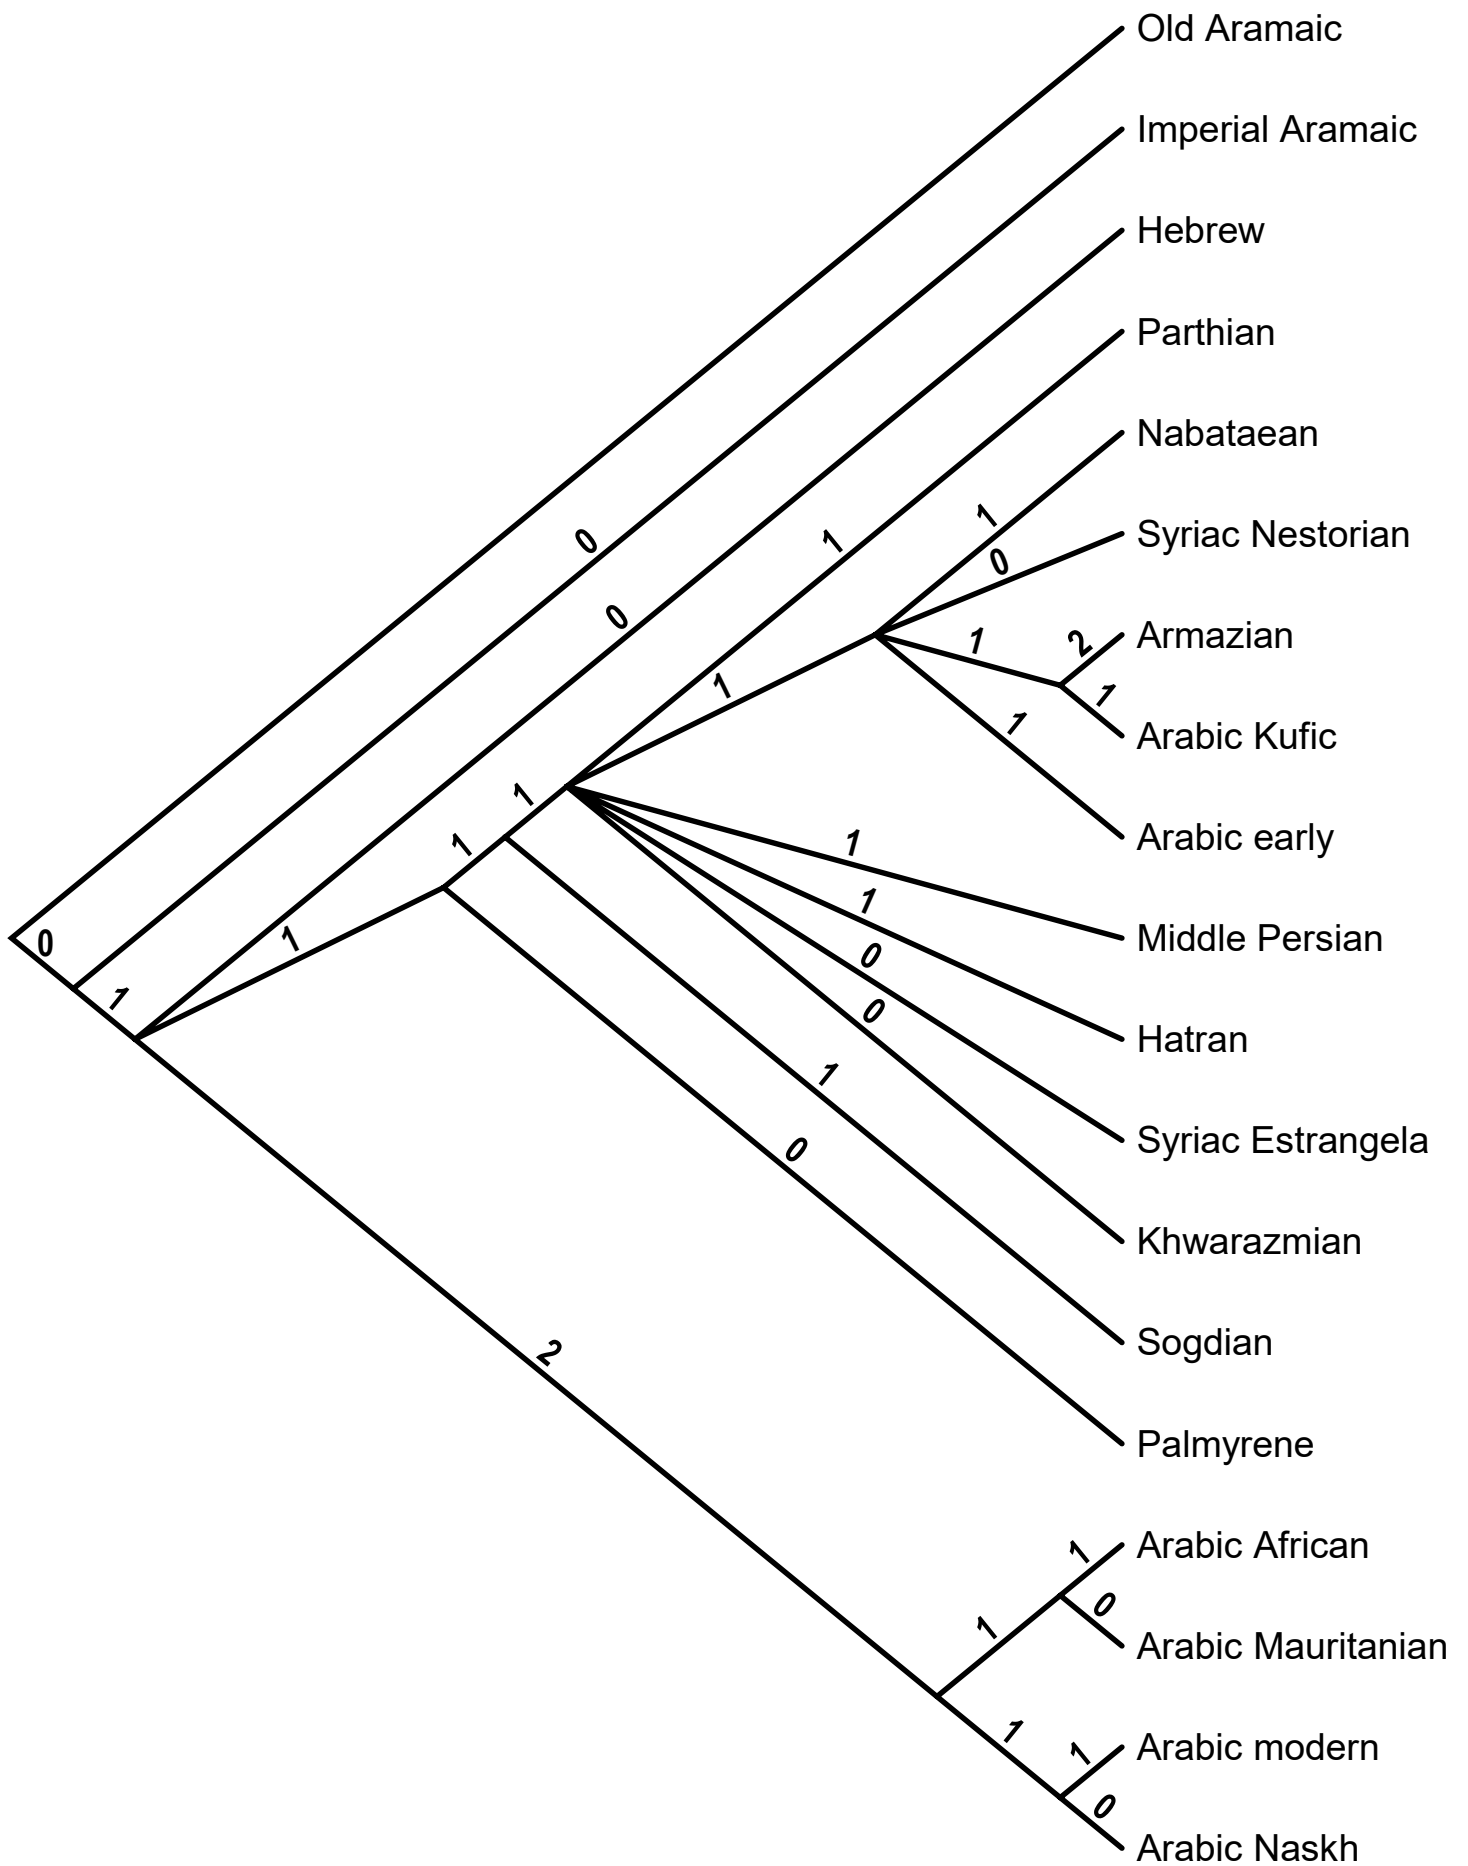 Old Aramaic
Imperial Aramaic
Hebrew
Parthian
Nabataean
1
Syriac Nestorian
0
0
1
0
Armazian
2
1
1
1
Arabic Kufic
1
Arabic early
1
1
1
Middle Persian
1
1
0
1
0
Hatran
1
0
1
Syriac Estrangela
0
Khwarazmian
Sogdian
2
Palmyrene
Arabic African
1
0
1
Arabic Mauritanian
1
Arabic modern
1
0
Arabic Naskh